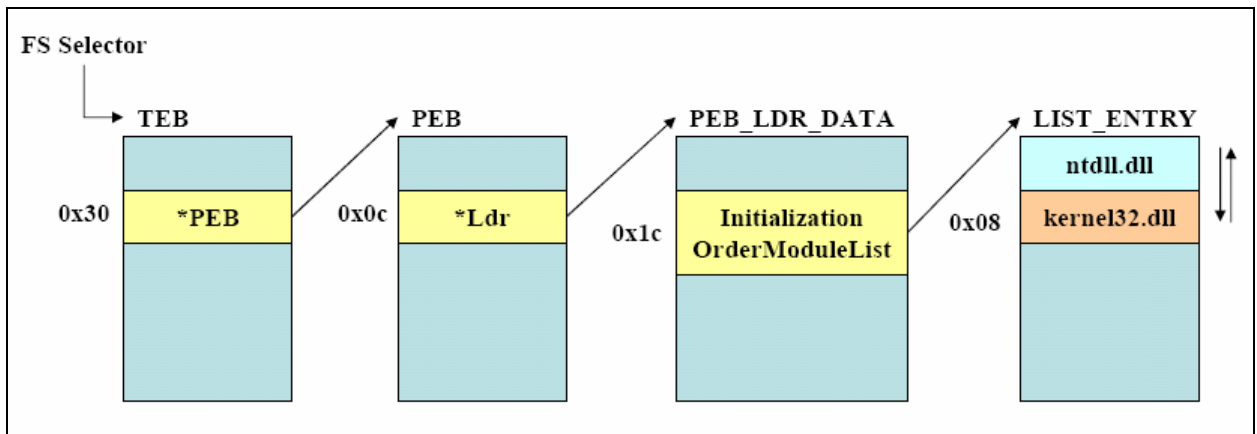 FS Selector
TEB
PEB
PEB_LDR_DATA
LIST_ENTRY
ntdll.dll
0x30
*PEB
0x0c
*Ldr
0x1c
Initialization
OrderModuleList
0x08
kernel32.dll